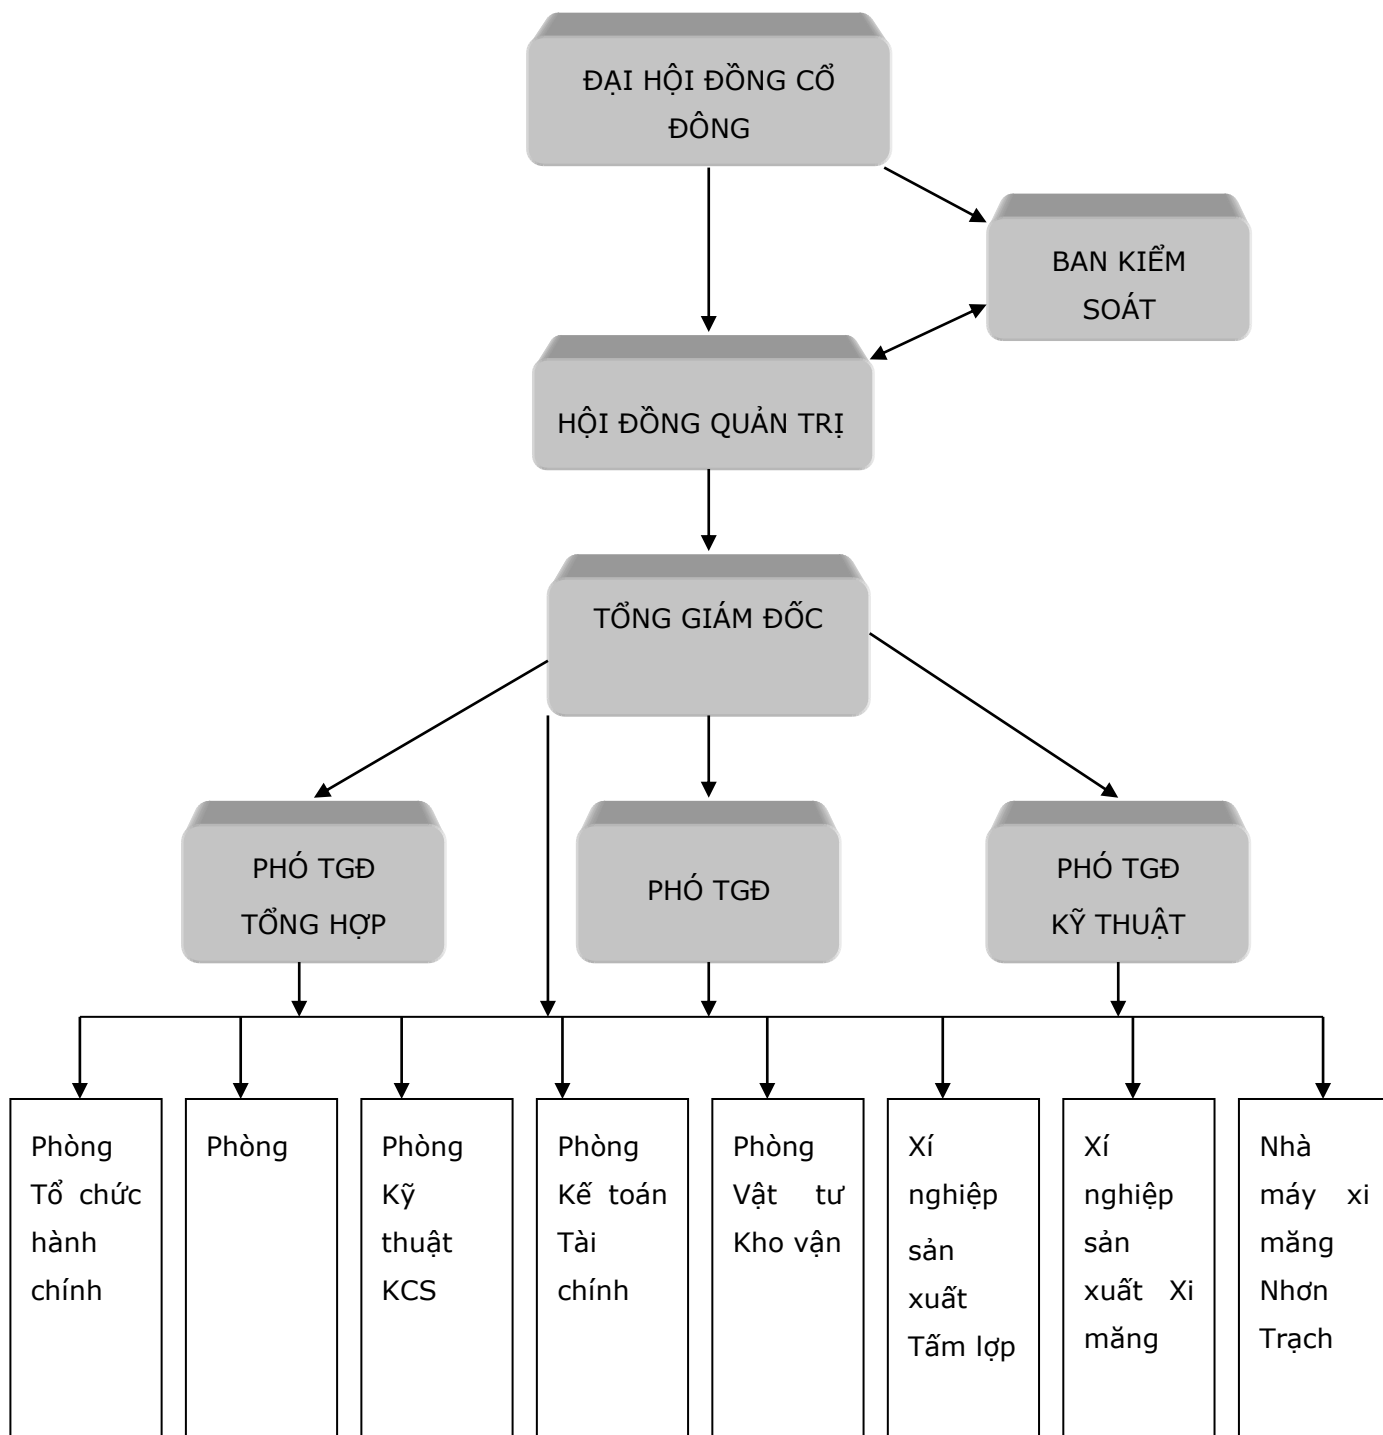 ĐẠI HỘI ĐỒNG CỔ
ĐÔNG
BAN KIỂM
SOÁT
HỘI ĐỒNG QUẢN TRỊ
TỔNG GIÁM ĐỐC
PHÓ TGĐ
TỔNG HỢP
PHÓ TGĐ
PHÓ TGĐ
KỸ THUẬT
Phòng
Tổ chức
hành
chính
Phòng
Phòng
Kỹ
thuật
KCS
Phòng
Kế toán
Tài
chính
Phòng
Vật tư
Kho vận
Xí
nghiệp
sản
xuất
Tấm lợp
Xí
nghiệp
sản
xuất Xi
măng
Nhà
máy xi
măng
Nhơn
Trạch